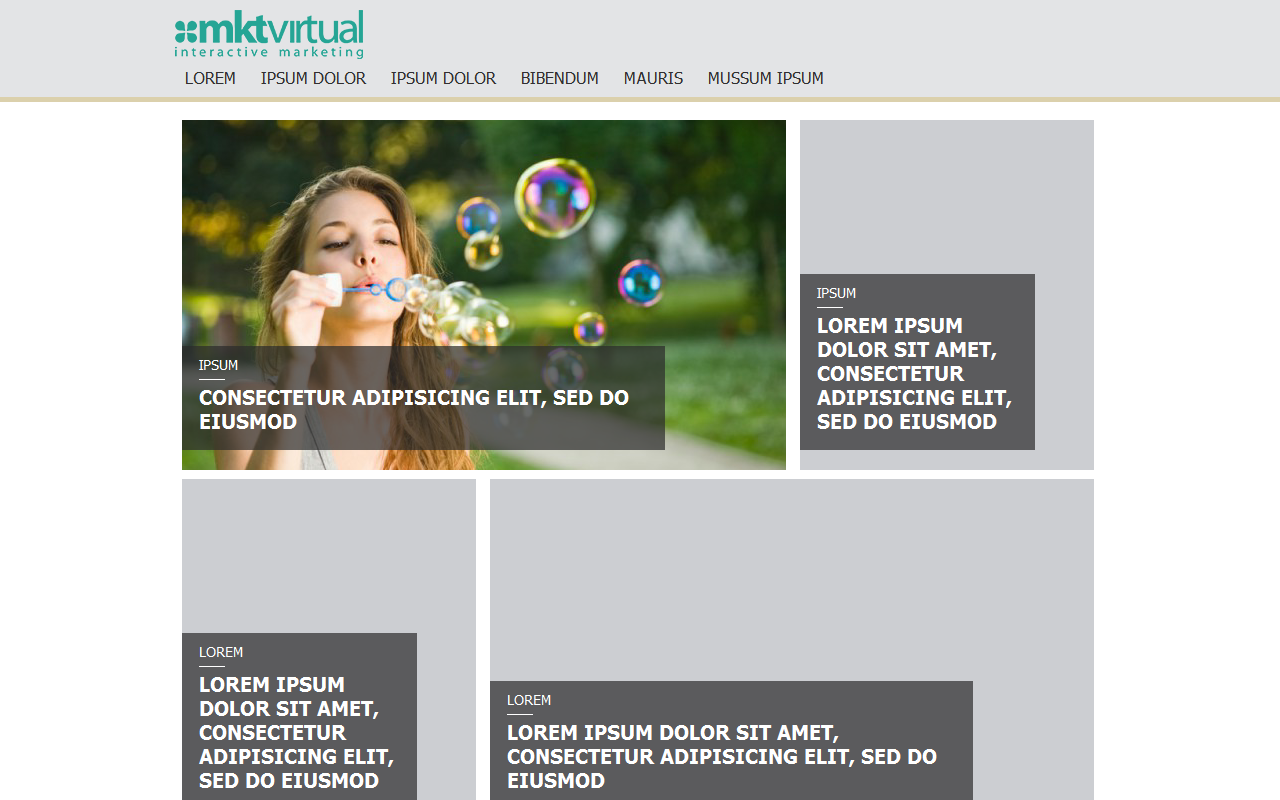 mktvirtual
interactive marketing
LOREM IPSUM DOLOR IPSUM DOLOR BIBENDUM MAURIS MUSSUM IPSUM
IPSUM
CONSECTETUR ADIPISICING ELIT, SED DO
EIUSMOD
IPSUM
LOREM IPSUM
DOLOR SIT AMET,
CONSECTETUR
ADIPISICING ELIT,
SED DO EIUSMOD
LOREM
LOREM IPSUM
DOLOR SIT AMET,
CONSECTETUR
ADIPISICING ELIT,
SED DO EIUSMOD
LOREM
LOREM IPSUM DOLOR SIT AMET,
CONSECTETUR ADIPISICING ELIT, SED DO
EIUSMOD